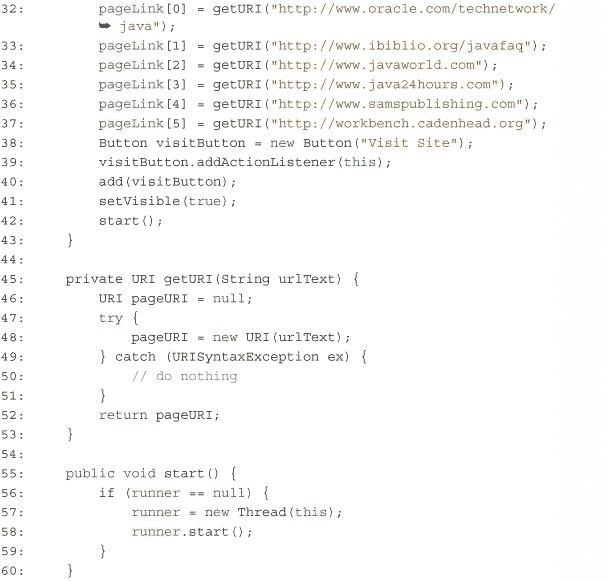 32:         pageLink[0] = getURI("http://www.oracle.com/technetwork/
            ➥ java");
33:         pageLink[1] = getURI("http://www.ibiblio.org/javafaq");
34:         pageLink[2] = getURI("http://www.javaworld.com");
35:         pageLink[3] = getURI("http://www.java24hours.com");
36:         pageLink[4] = getURI("http://www.samspublishing.com");
37:         pageLink[5] = getURI("http://workbench.cadenhead.org");
38:         Button visitButton = new Button("Visit Site");
39:         visitButton.addActionListener(this);
40:         add(visitButton);
41:         setVisible(true);
42:         start();
43:     }
44:
45:     private URI getURI(String urlText) {
46:         URI pageURI = null;
47:         try {
48:             pageURI = new URI(urlText);
49:         } catch (URISyntaxException ex) {
50:             // do nothing
51:         }
52:         return pageURI;
53:     }
54:
55:     public void start() {
56:         if (runner == null) {
57:             runner = new Thread(this);
58:             runner.start();
59:         }
60:     }